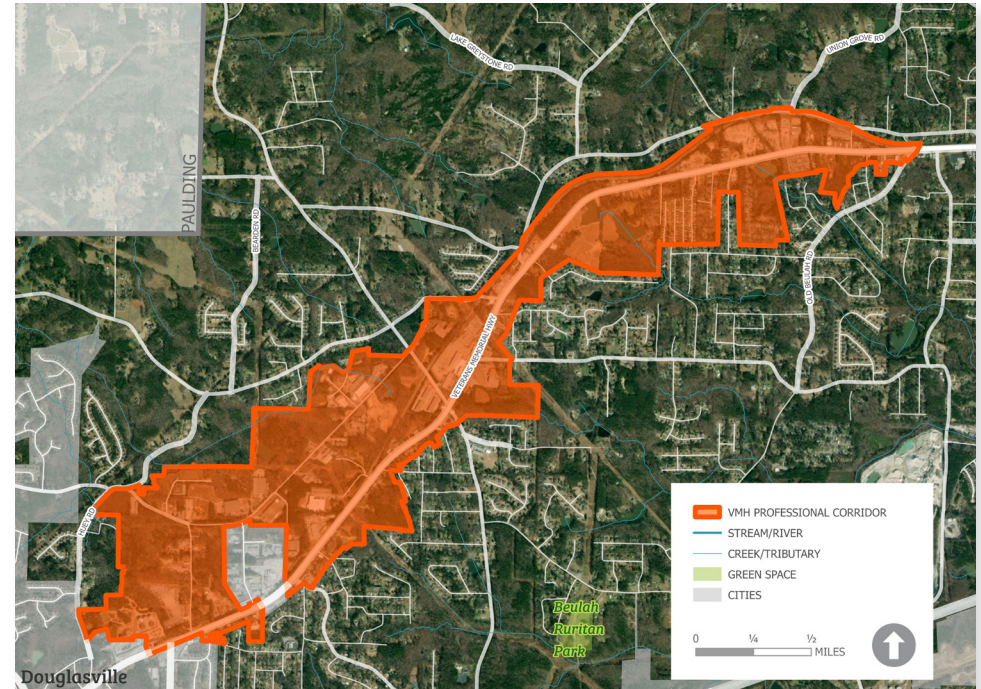 LAKE GREYSTONE RD
UNION GROVE RD
PAULDING
BEARDEN RD
OLD BEULAH RD
VETERANS MEMORIAL HWY
HUEY RD
VMH PROFESSIONAL CORRIDOR
STREAM/RIVER
CREEK/TRIBUTARY
GREEN SPACE
CITIES
0 ¼ ½
MILES
Beulah
Ruritan
Park
Douglasville